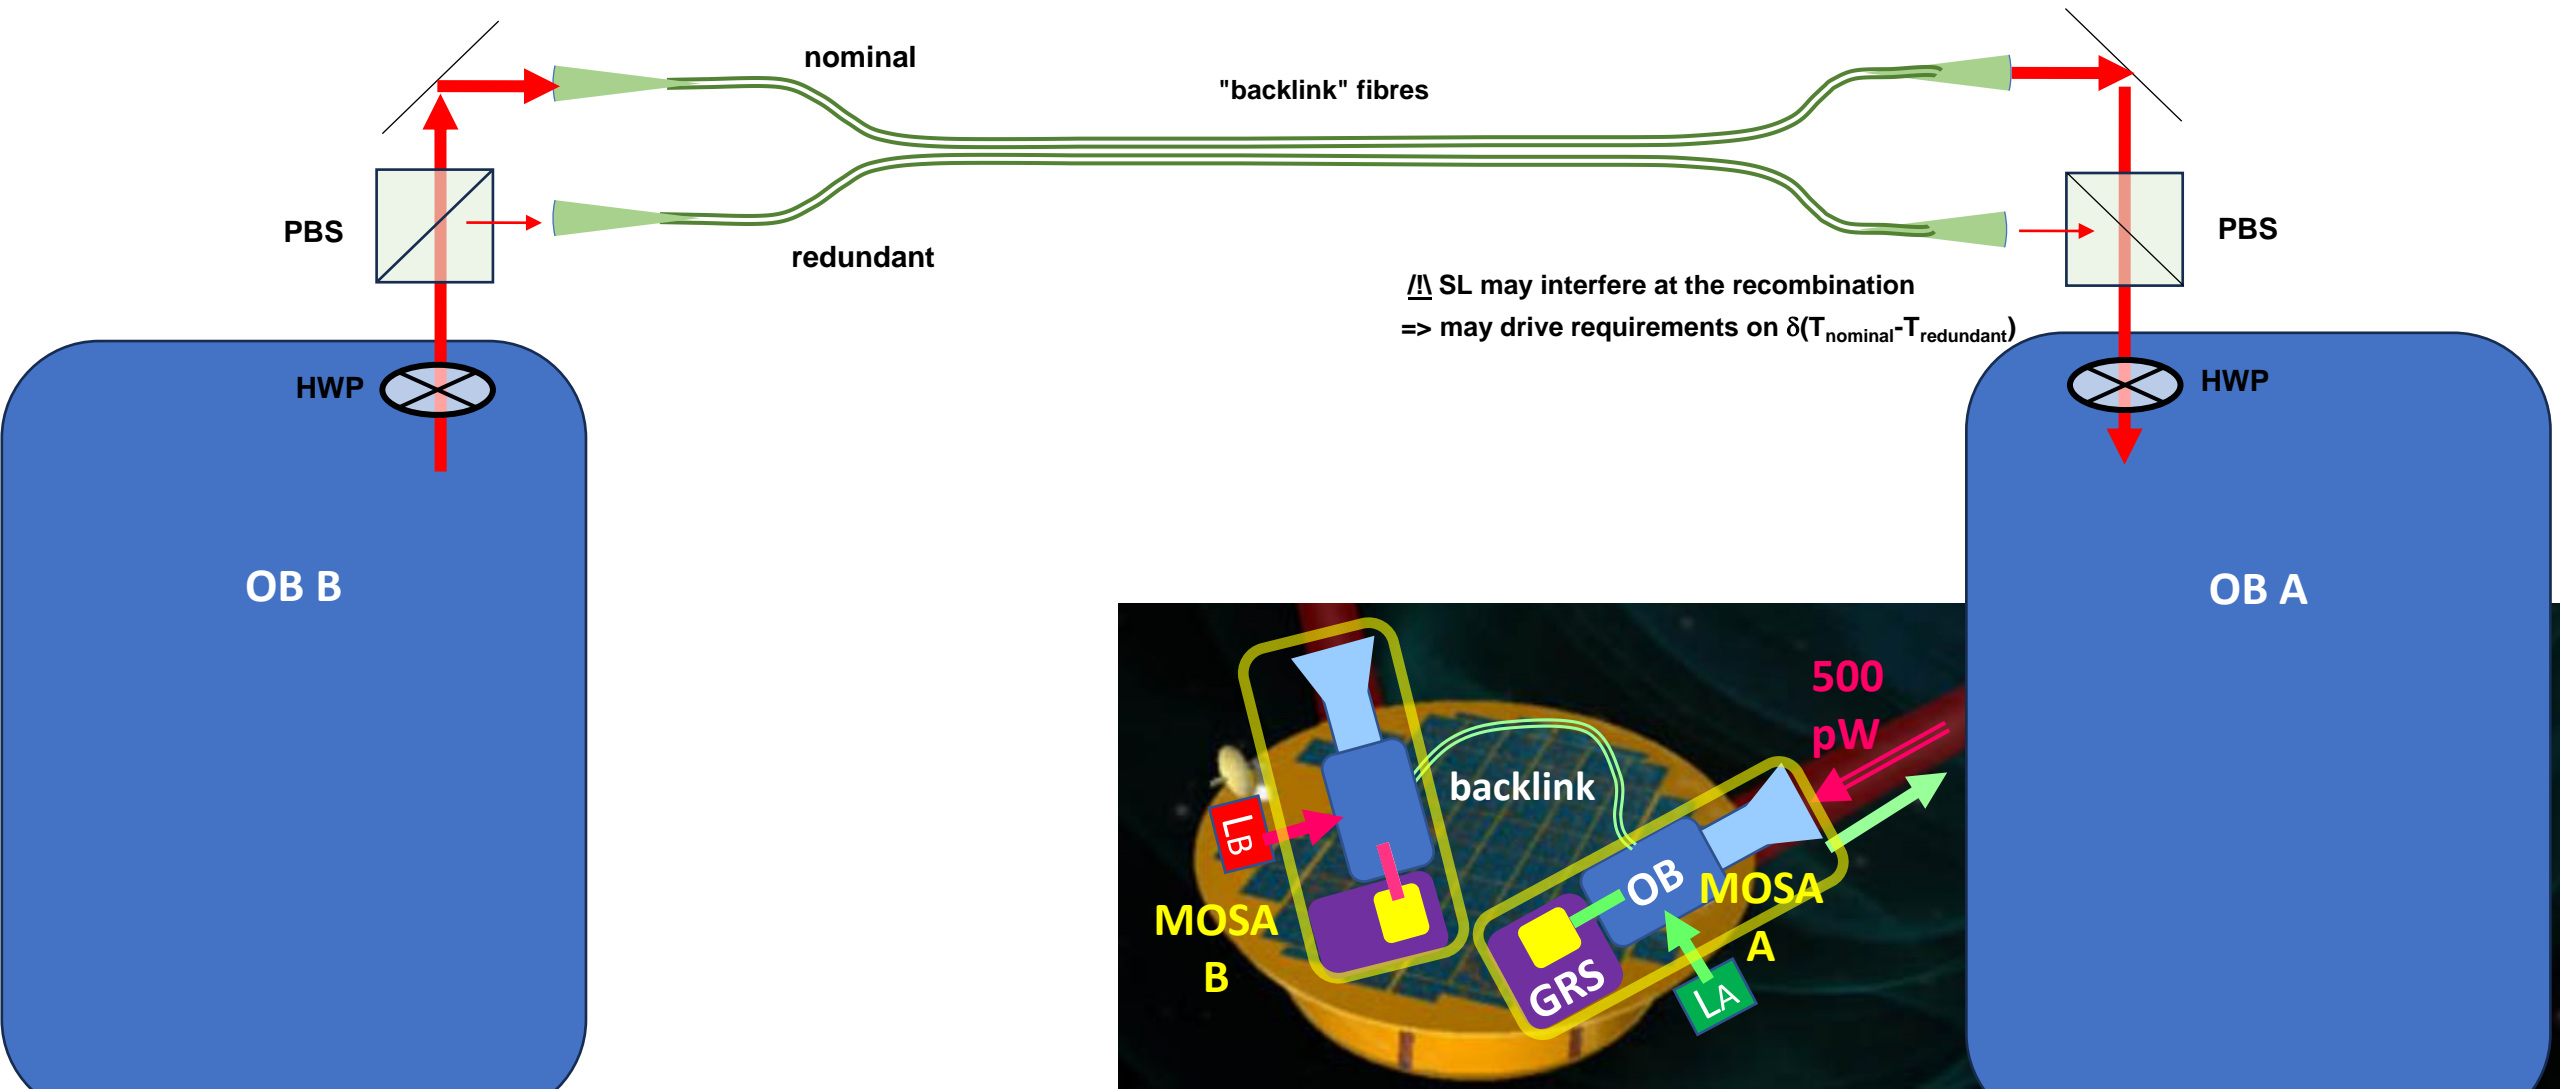 nominal
"backlink" fibres
PBS
PBS
redundant
/!\ SL may interfere at the recombination
=> may drive requirements on δ(Tnominal-Tredundant)
HWP
HWP
OB B
OB A
500
pW
backlink
LB
OB
MOSA
A
MOSA
B
GRS
LA